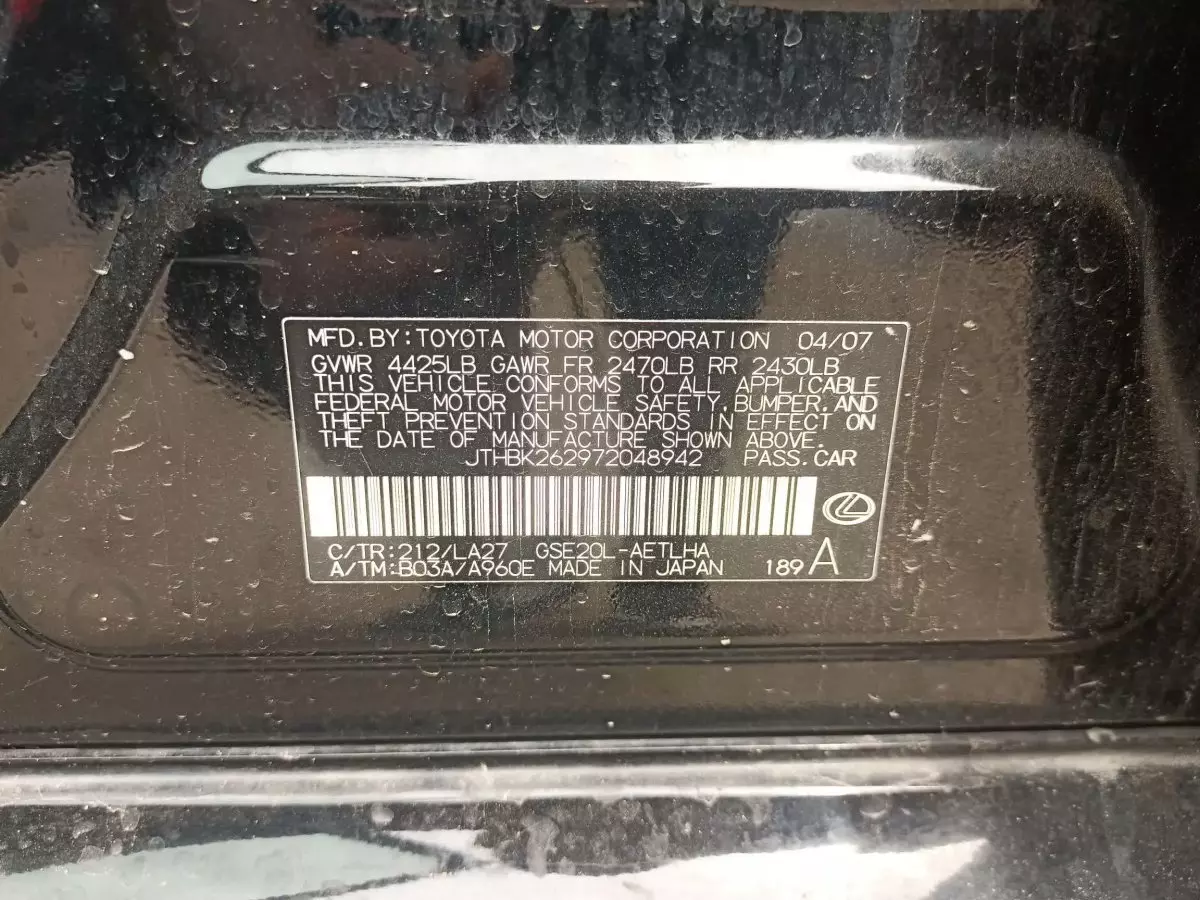 MFD. BY: TOYOTA MOTOR CORPORATION 04/07
GVWR 4425LB GAWR FR 2470LB RR 2430LB
THIS VEHICLE CONFORMS TO ALL APPLICABLE
FEDERAL MOTOR VEHICLE SAFETY, BUMPER, AND
THEFT PREVENTION STANDARDS IN EFFECT ON
THE DATE OF MANUFACTURE SHOWN ABOVE.
JTHBK262972048942 PASS. CAR
C/TR: 212/LA27 GSE20L-AETLHA
A/TM: B03A/A960E MADE IN JAPAN 189 A